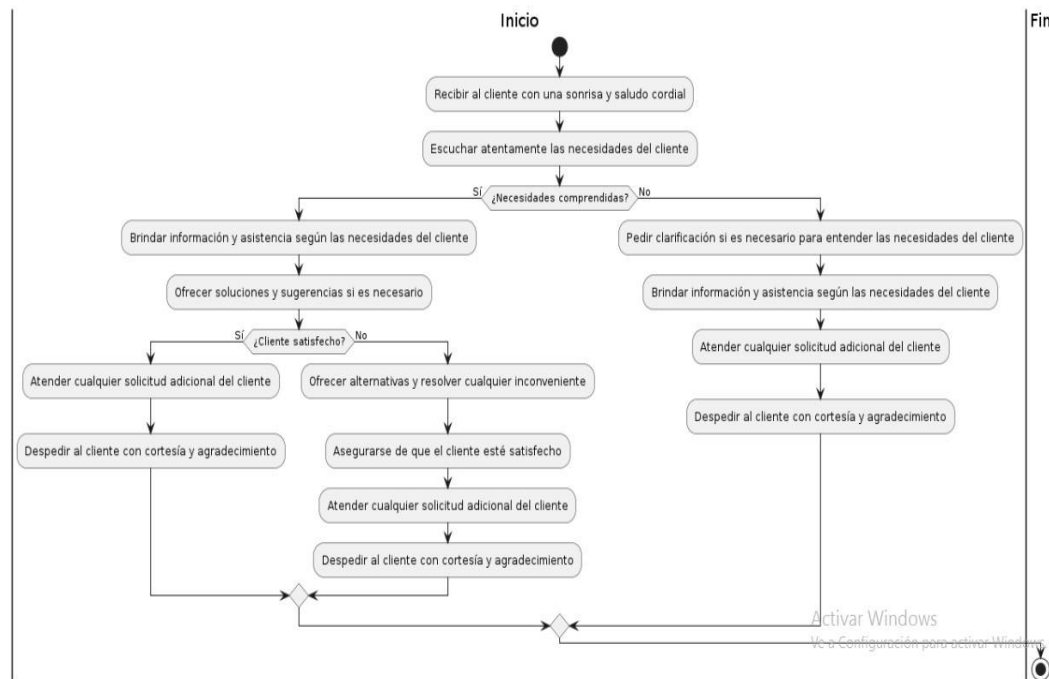 Inicio
Fin
Recibir al cliente con una sonrisa y saludo cordial
Escuchar atentamente las necesidades del cliente
¿Necesidades comprendidas?
Sí
No
Brindar información y asistencia según las necesidades del cliente
Ofrecer soluciones y sugerencias si es necesario
¿Cliente satisfecho?
Sí
No
Atender cualquier solicitud adicional del cliente
Despedir al cliente con cortesía y agradecimiento
Ofrecer alternativas y resolver cualquier inconveniente
Asegurarse de que el cliente esté satisfecho
Atender cualquier solicitud adicional del cliente
Despedir al cliente con cortesía y agradecimiento
Pedir clarificación si es necesario para entender las necesidades del cliente
Brindar información y asistencia según las necesidades del cliente
Atender cualquier solicitud adicional del cliente
Despedir al cliente con cortesía y agradecimiento
Activar Windows
Ve a Configuración para activar Windows.